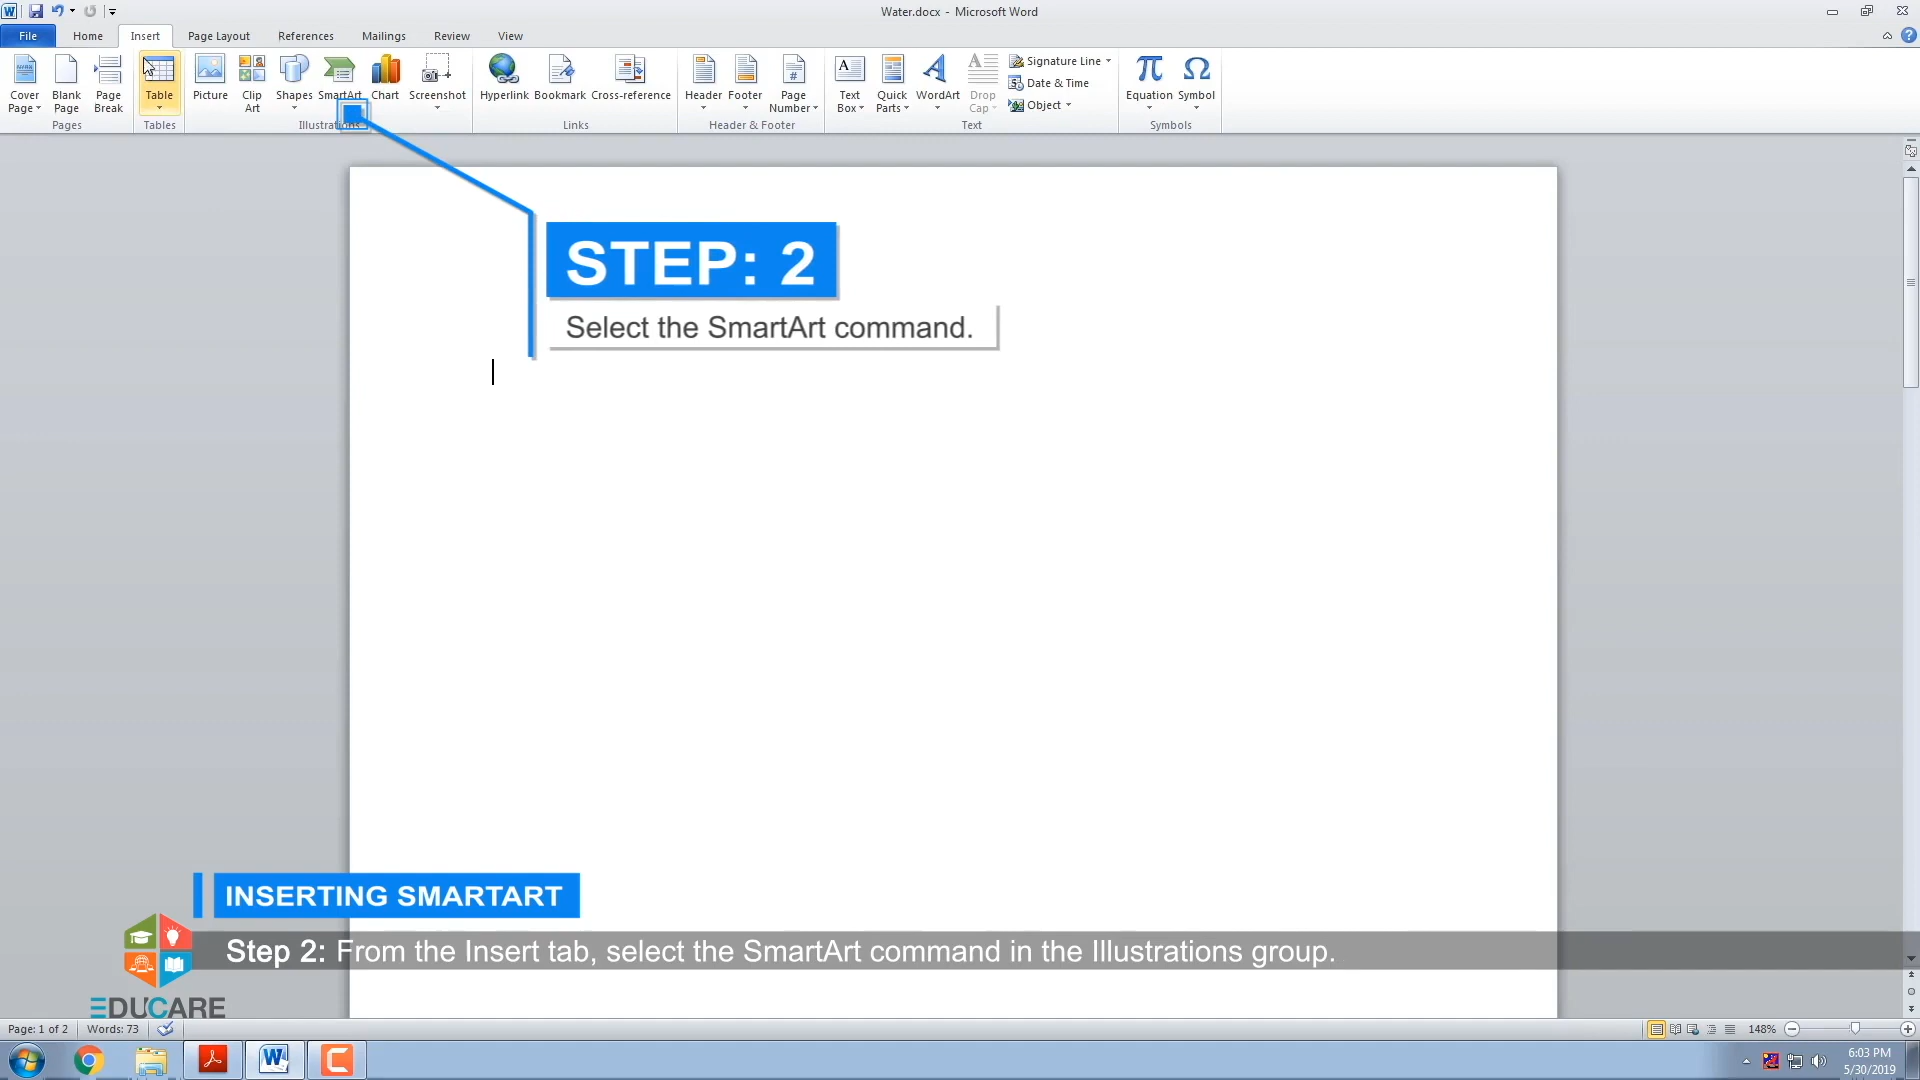 Water.docx - Microsoft Word
File Home Insert Page Layout References Mailings Review View
Cover Page
Blank Page
Page Break
Table
Picture
Clip Art
Shapes
SmartArt
Chart
Screenshot
Hyperlink
Bookmark
Cross-reference
Header
Footer
Page Number
Text Box
Quick Parts
WordArt
Drop Cap
Signature Line
Date & Time
Object
Equation
Symbol
Pages Tables Illustrations Links Header & Footer Text Symbols
STEP: 2
Select the SmartArt command.
INSERTING SMARTART
Step 2: From the Insert tab, select the SmartArt command in the Illustrations group.
EDUCARE
Page: 1 of 2 Words: 73 148%
6:03 PM
5/30/2019